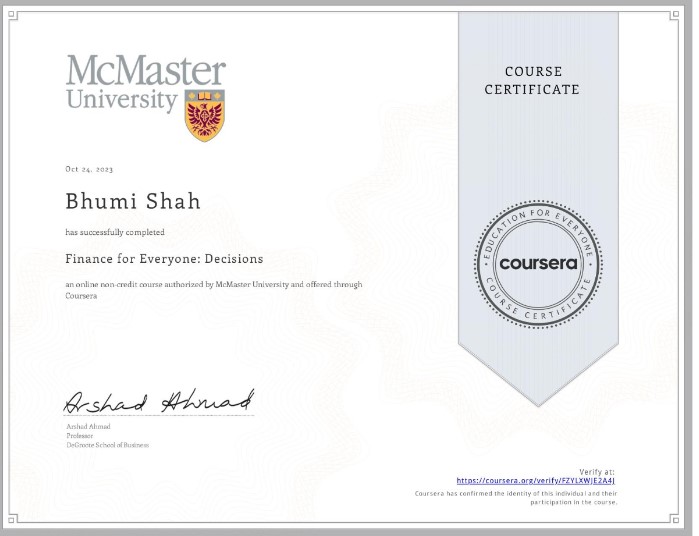 McMaster
University
COURSE
CERTIFICATE
Oct 24, 2023
Bhumi Shah
has successfully completed
Finance for Everyone: Decisions
an online non-credit course authorized by McMaster University and offered through
Coursera
EDUCATION FOR EVERYONE
coursera
COURSE CERTIFICATE
Arshad Ahmad
Arshad Ahmad
Professor
DeGroote School of Business
Verify at:
https://coursera.org/verify/FZYLXWJE2A4J
Coursera has confirmed the identity of this individual and their
participation in the course.